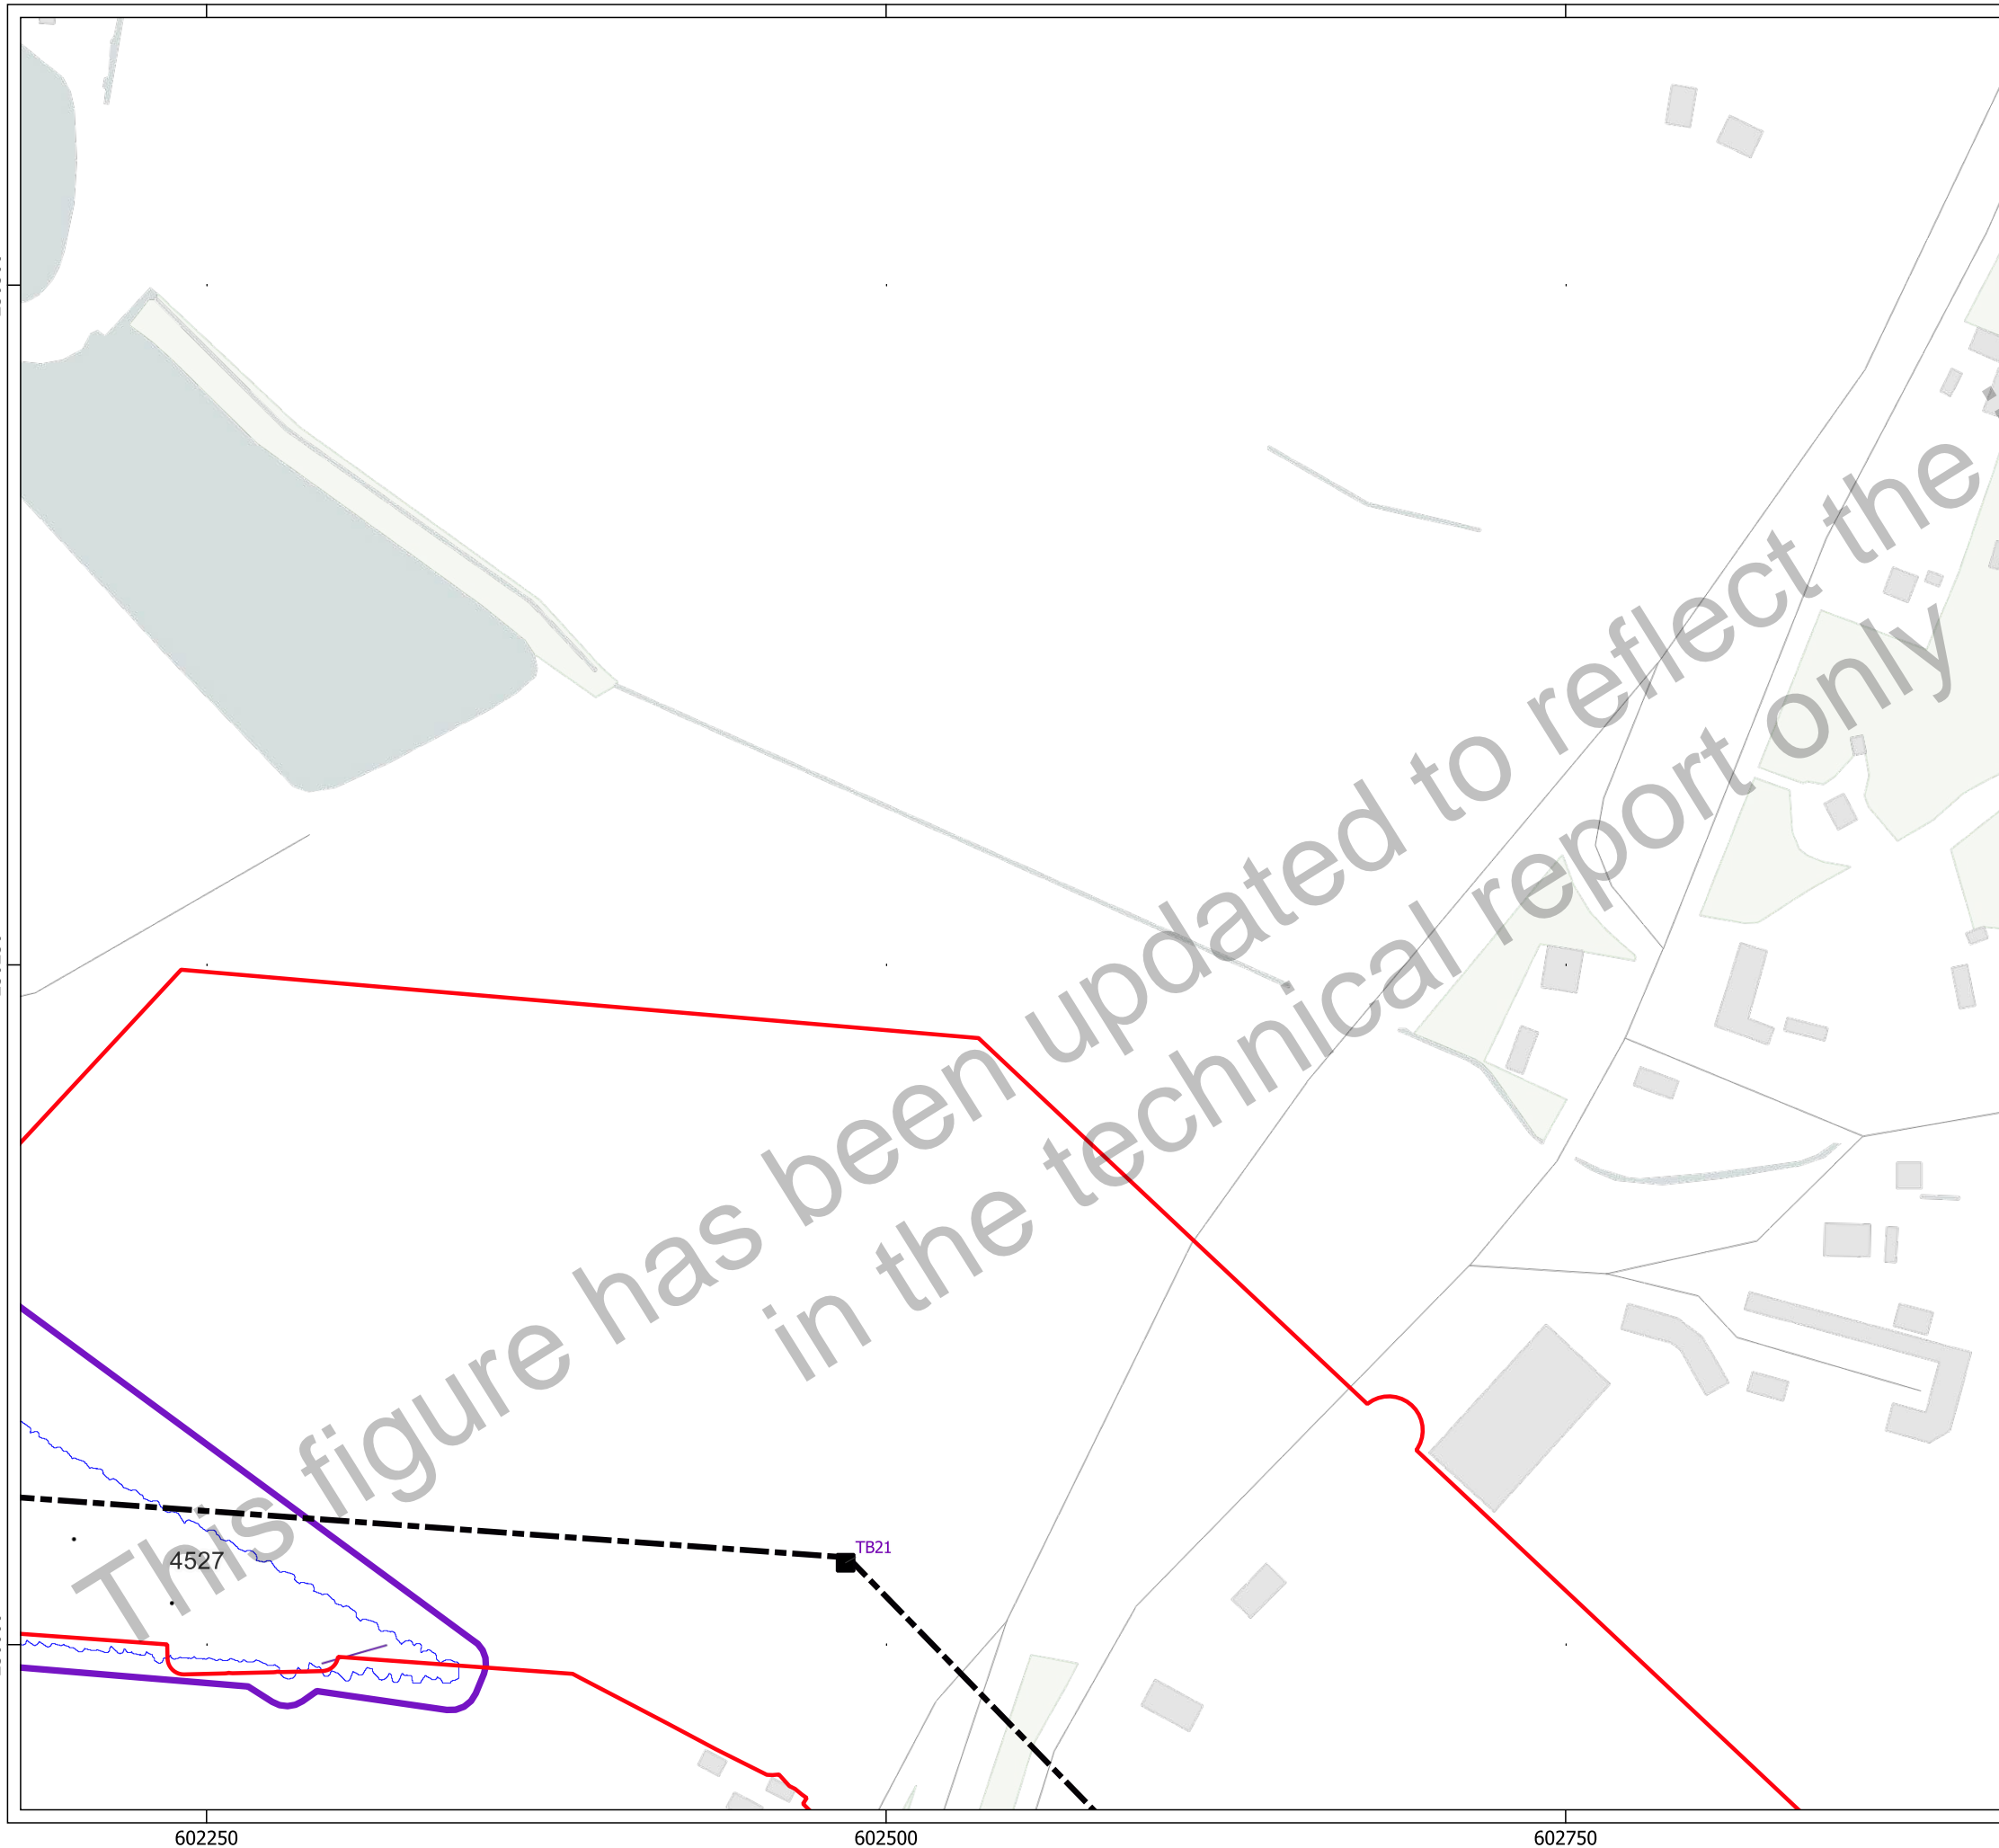 This figure has been updated to reflect the
in the technical report only
TB21
4527
602250
602500
602750